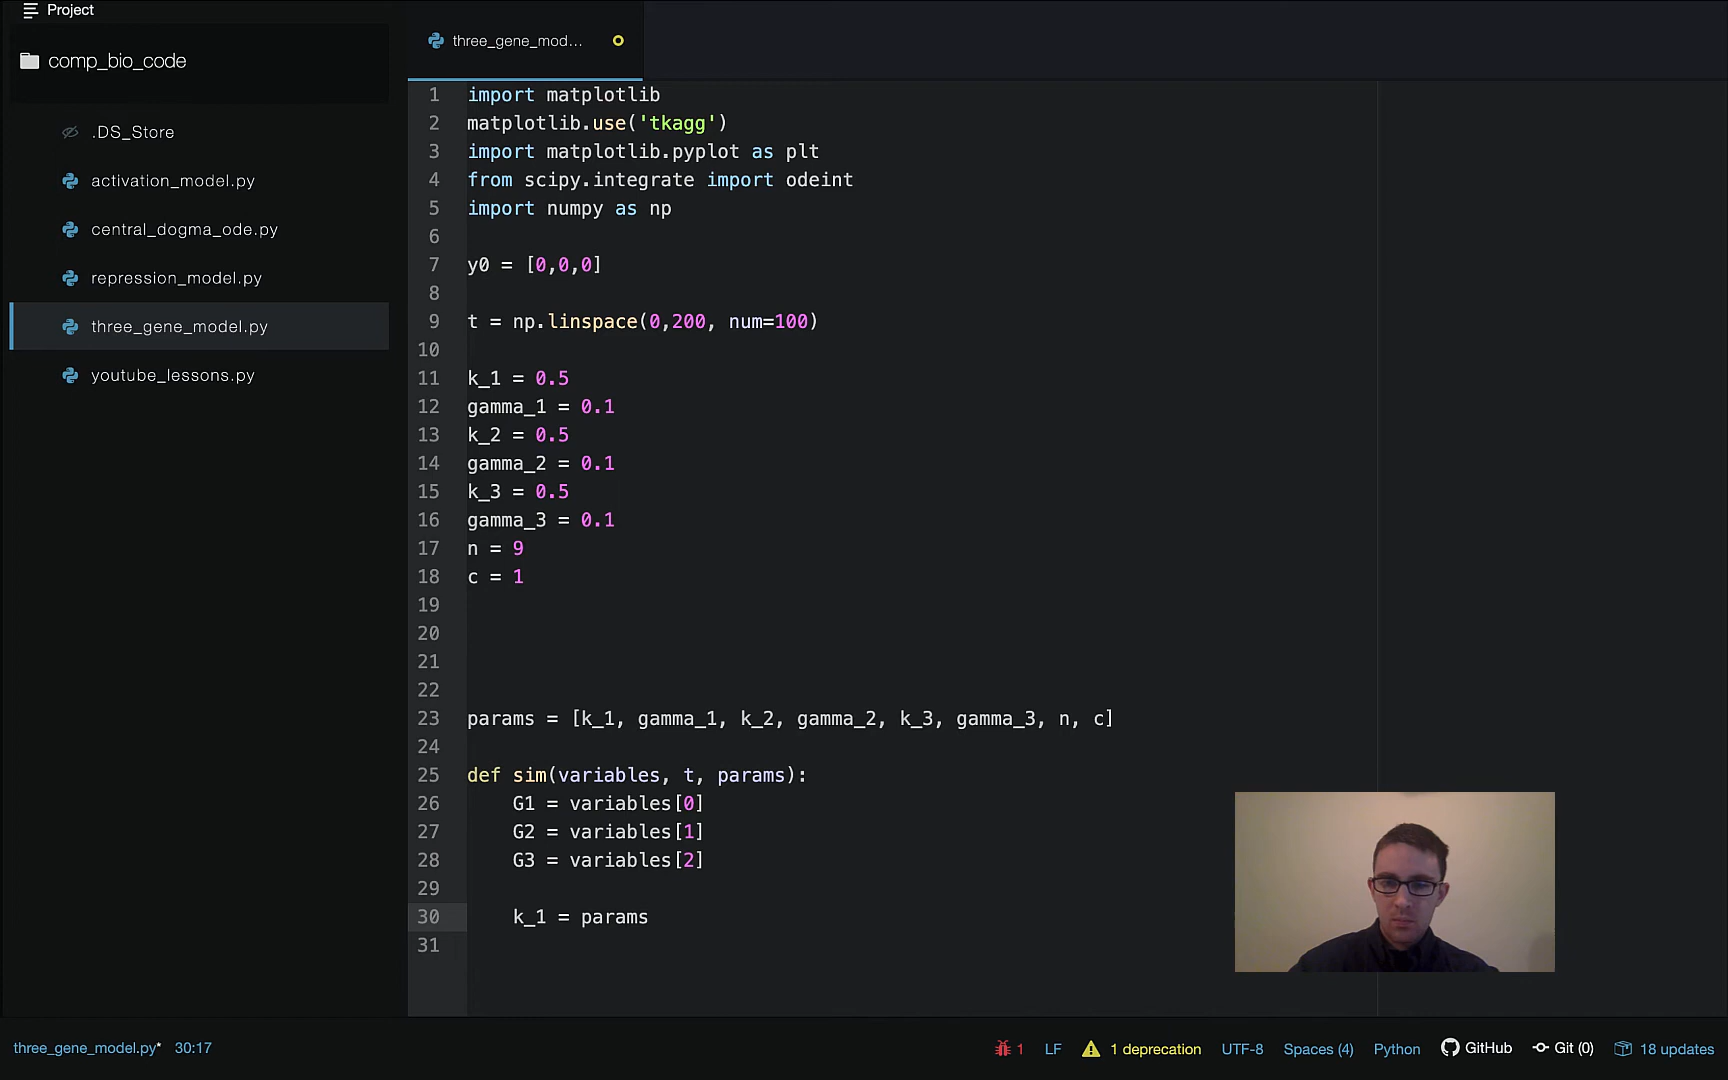 Project
comp_bio_code
.DS_Store
activation_model.py
central_dogma_ode.py
repression_model.py
three_gene_model.py
youtube_lessons.py
three_gene_mod...
1 import matplotlib
2 matplotlib.use('tkagg')
3 import matplotlib.pyplot as plt
4 from scipy.integrate import odeint
5 import numpy as np
6
7 y0 = [0,0,0]
8
9 t = np.linspace(0,200, num=100)
10
11 k_1 = 0.5
12 gamma_1 = 0.1
13 k_2 = 0.5
14 gamma_2 = 0.1
15 k_3 = 0.5
16 gamma_3 = 0.1
17 n = 9
18 c = 1
19
20
21
22
23 params = [k_1, gamma_1, k_2, gamma_2, k_3, gamma_3, n, c]
24
25 def sim(variables, t, params):
26 G1 = variables[0]
27 G2 = variables[1]
28 G3 = variables[2]
29
30 k_1 = params
31
three_gene_model.py* 30:17 1 LF 1 deprecation UTF-8 Spaces (4) Python GitHub Git (0) 18 updates